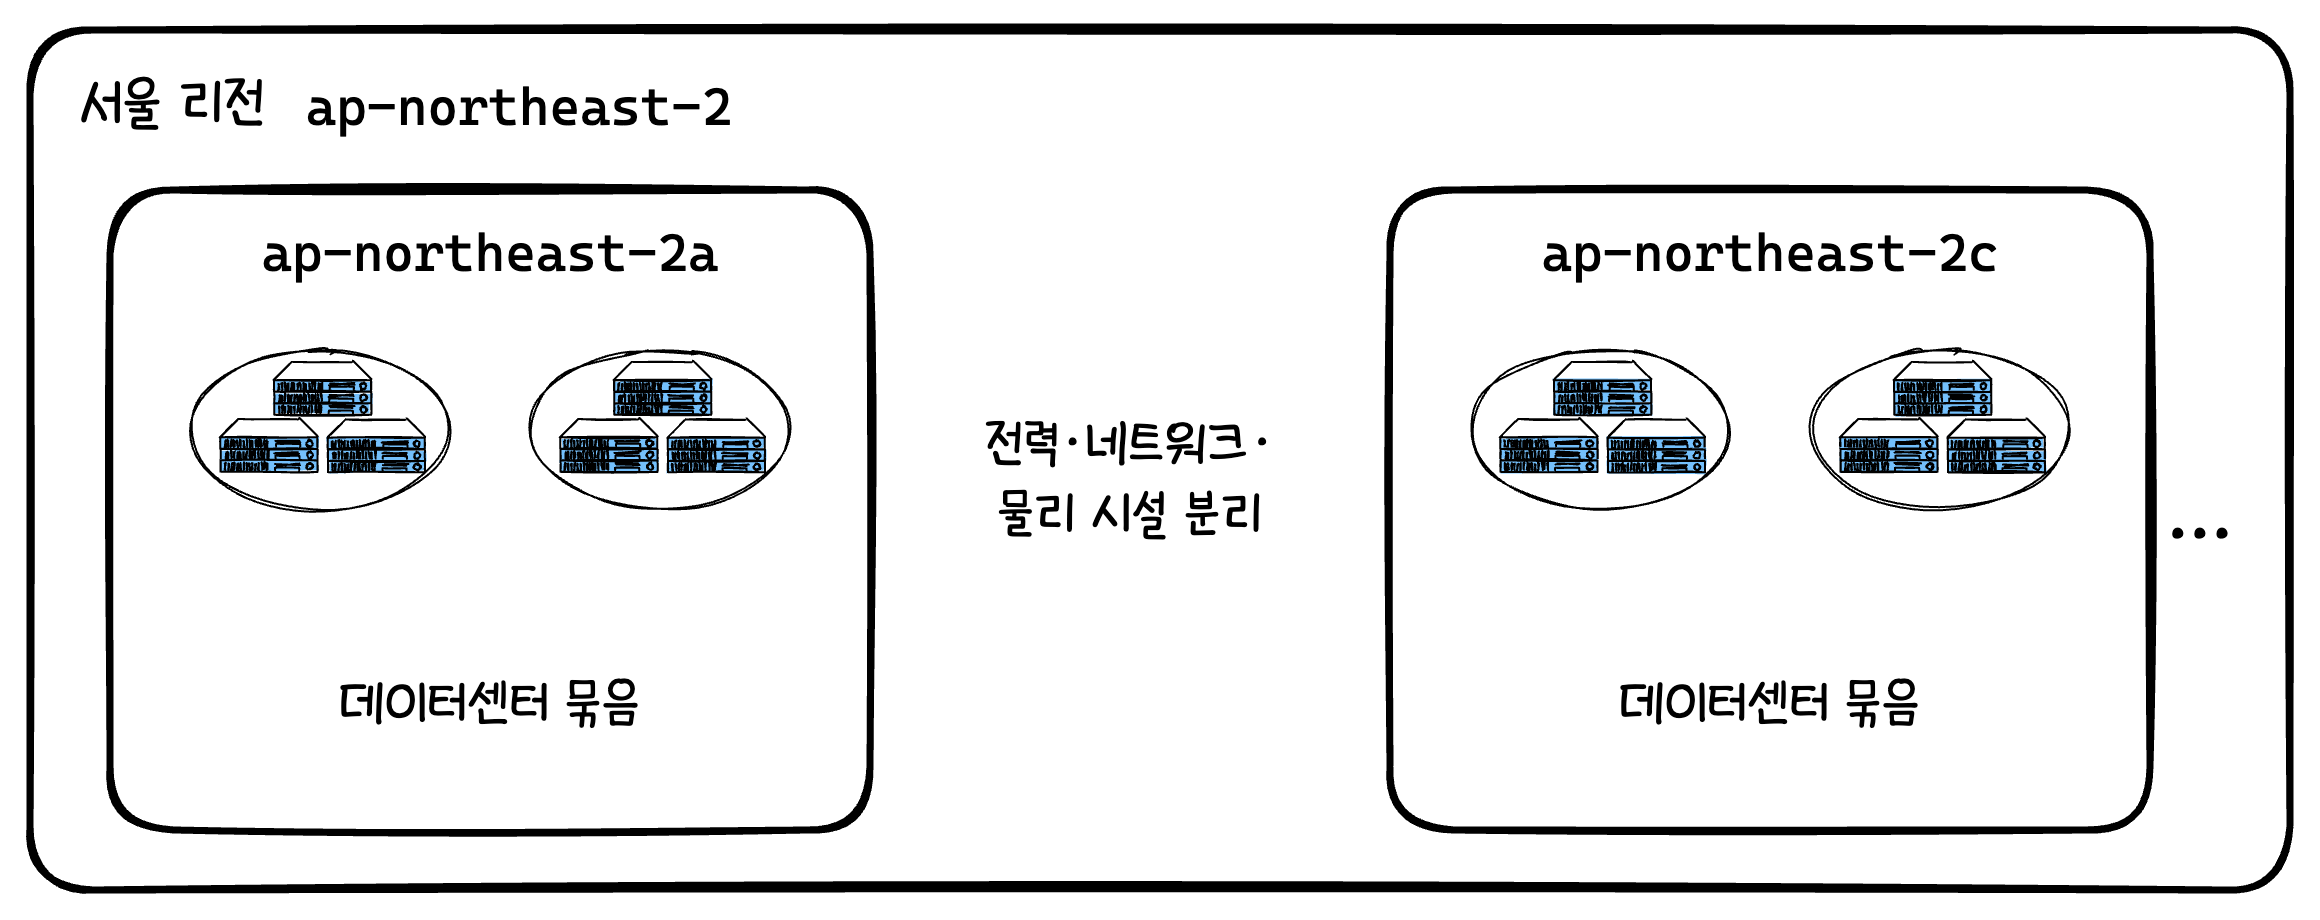 서울 리전 ap-northeast-2
ap-northeast-2a
데이터센터 묶음
전력·네트워크·
물리 시설 분리
ap-northeast-2c
데이터센터 묶음
...